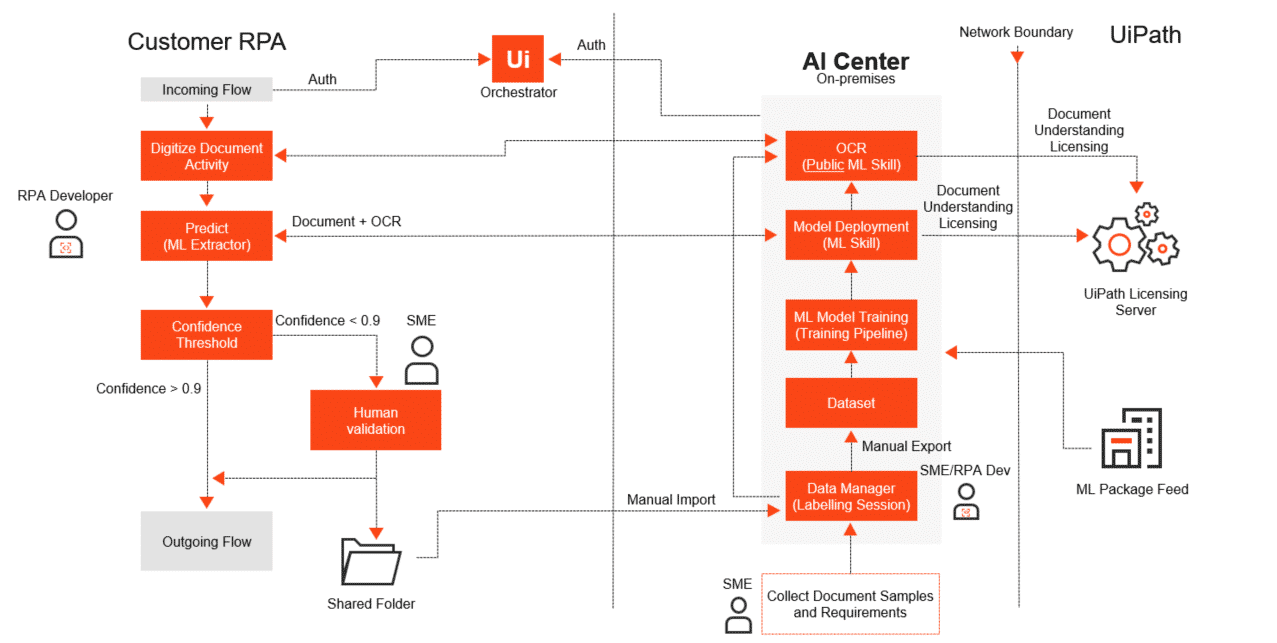 Customer RPA
Incoming Flow
Auth
Ui
Orchestrator
Auth
Digitize Document
Activity
RPA Developer
Predict
(ML Extractor)
Document + OCR
Confidence
Threshold
Confidence < 0.9
SME
Confidence > 0.9
Human
validation
Outgoing Flow
Shared Folder
Manual Import
AI Center
On-premises
OCR
(Public ML Skill)
Model Deployment
(ML Skill)
ML Model Training
(Training Pipeline)
Dataset
Manual Export
SME/RPA Dev
Data Manager
(Labelling Session)
SME
Collect Document Samples
and Requirements
Network Boundary
UiPath
Document
Understanding
Licensing
Document
Understanding
Licensing
UiPath Licensing
Server
ML Package Feed